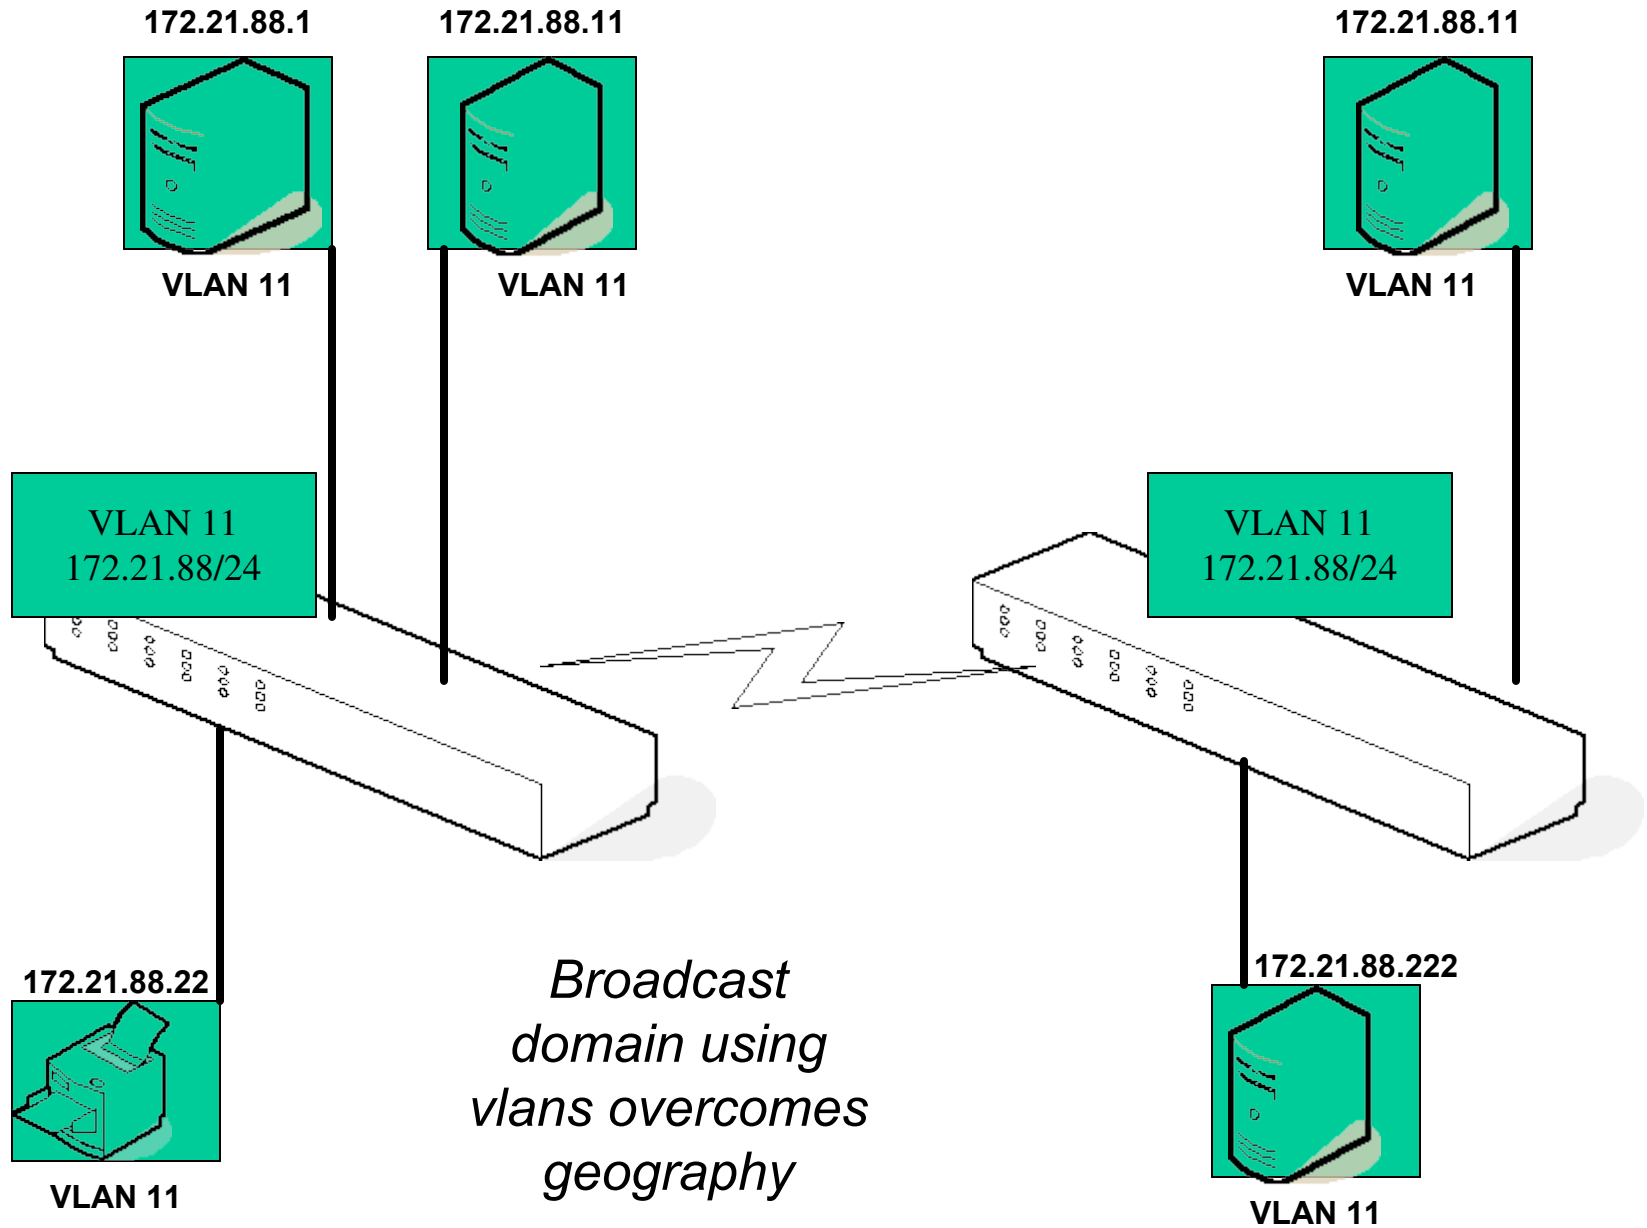 172.21.88.1
172.21.88.11
172.21.88.11
VLAN 11
VLAN 11
VLAN 11
VLAN 11
172.21.88/24
VLAN 11
172.21.88/24
172.21.88.22
VLAN 11
Broadcast
domain using
vlans overcomes
geography
172.21.88.222
VLAN 11